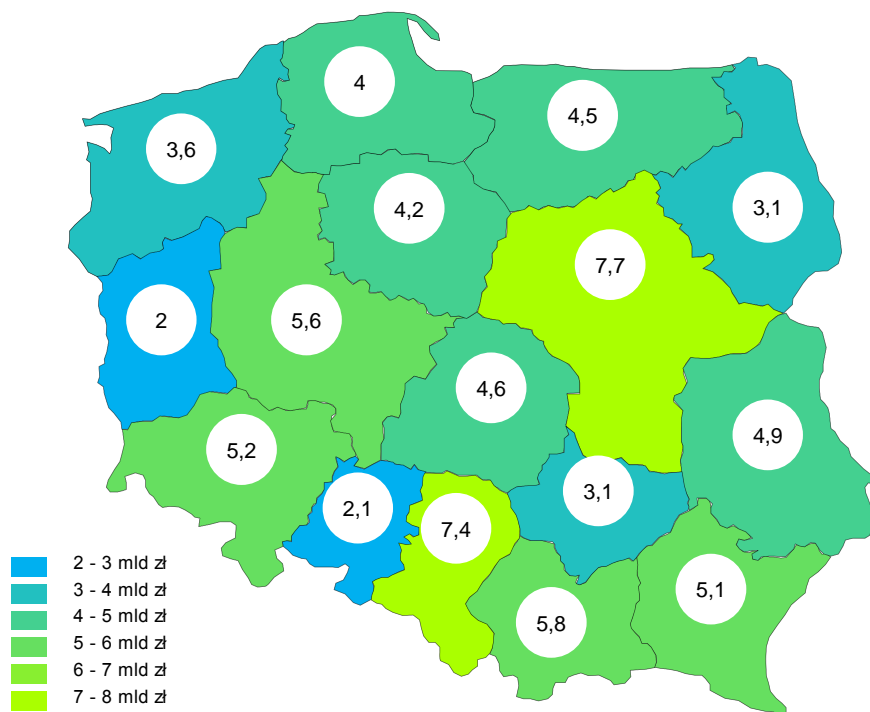 4
4,5
3,6
4,2
3,1
7,7
2
5,6
4,6
5,2
4,9
3,1
2,1
7,4
5,1
5,8
2 - 3 mld zł
3 - 4 mld zł
4 - 5 mld zł
5 - 6 mld zł
6 - 7 mld zł
7 - 8 mld zł